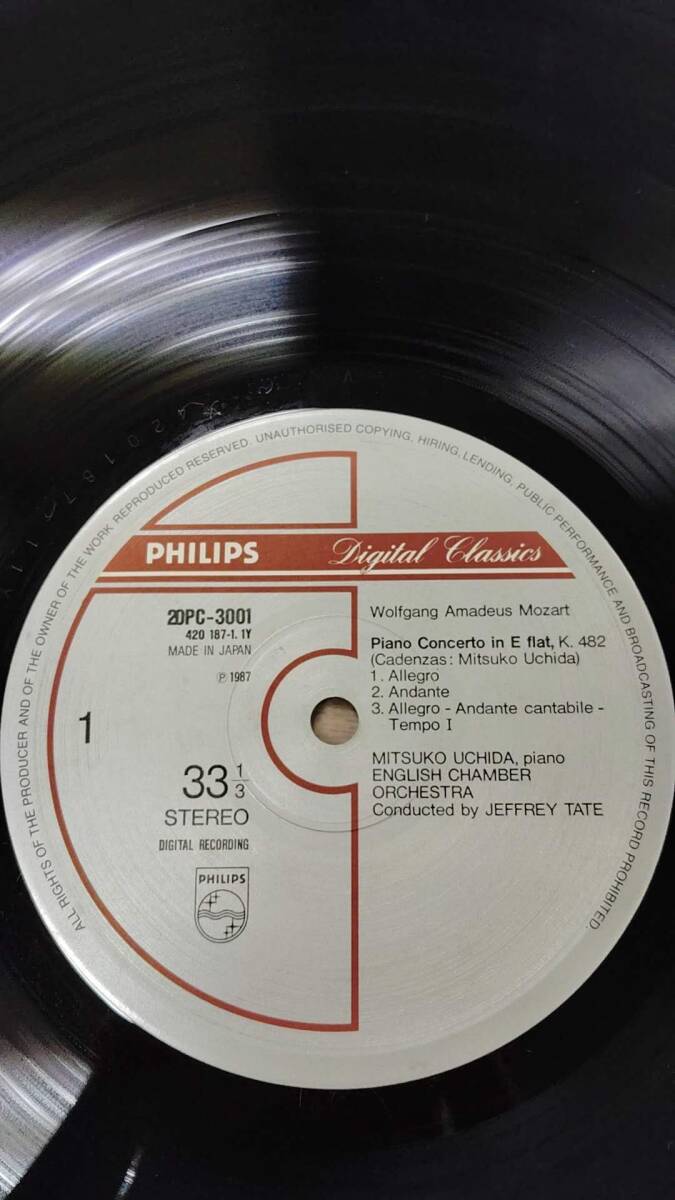 ALL RIGHTS OF THE PRODUCER AND OF THE OWNER OF THE WORK REPRODUCED RESERVED. UNAUTHORISED COPYING, HIRING, LENDING, PUBLIC PERFORMANCE AND BROADCASTING OF THIS RECORD PROHIBITED.
PHILIPS Digital Classics
20PC-3001
420 187-1. 1Y
MADE IN JAPAN
℗ 1987
1
33 1/3
STEREO
DIGITAL RECORDING
PHILIPS
Wolfgang Amadeus Mozart
Piano Concerto in E flat, K. 482
(Cadenzas: Mitsuko Uchida)
1. Allegro
2. Andante
3. Allegro - Andante cantabile -
Tempo I
MITSUKO UCHIDA, piano
ENGLISH CHAMBER
ORCHESTRA
Conducted by JEFFREY TATE